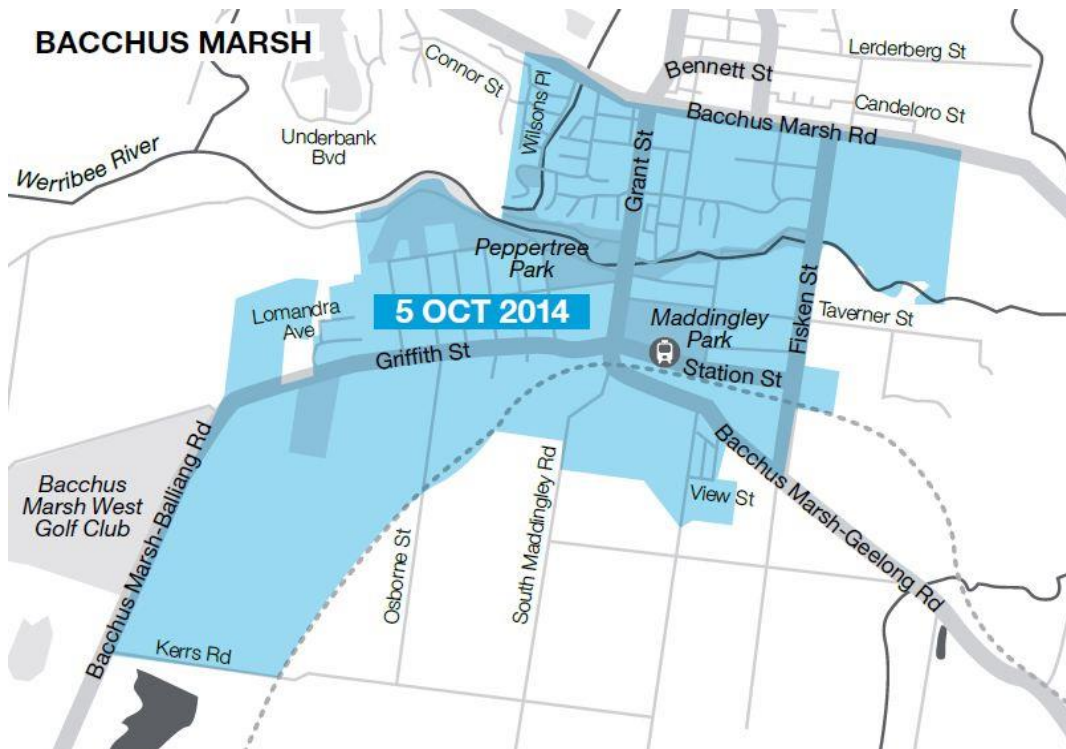 BACCHUS MARSH
Connor St
Wilsons Pl
Bennett St
Lerderberg St
Candeloro St
Bacchus Marsh Rd
Underbank
Bvd
Werribee River
Grant St
Peppertree
Park
Lomandra
Ave
5 OCT 2014
Maddingley
Park
Fisken St
Taverner St
Griffith St
Station St
Bacchus
Marsh West
Golf Club
Bacchus Marsh-Balliang Rd
View St
Bacchus Marsh-Geelong Rd
Osborne St
South Maddingley Rd
Kerrs Rd